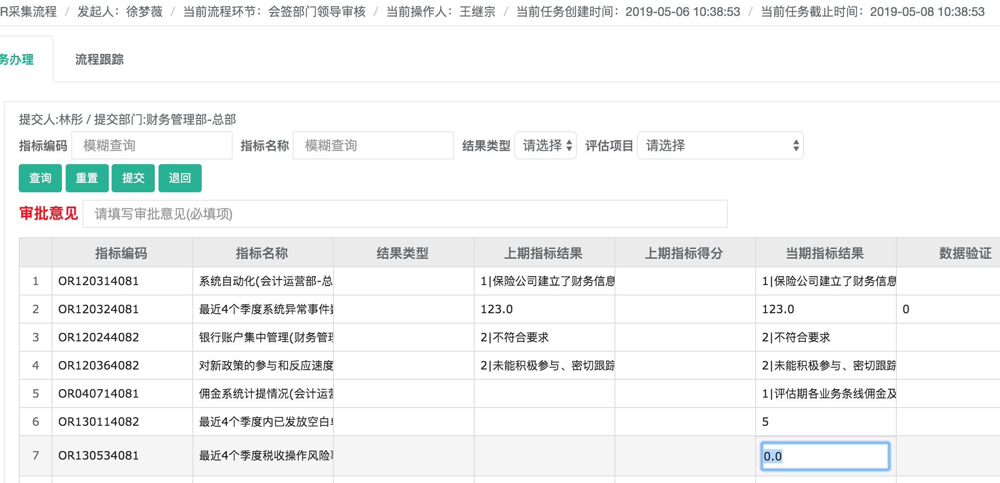 R采集流程 / 发起人：徐梦薇 / 当前流程环节：会签部门领导审核 / 当前操作人：王继宗 / 当前任务创建时间：2019-05-06 10:38:53 / 当前任务截止时间：2019-05-08 10:38:53
务办理 流程跟踪
提交人:林彤 / 提交部门:财务管理部-总部
指标编码 模糊查询 指标名称 模糊查询 结果类型 请选择 评估项目 请选择
查询 重置 提交 退回
审批意见 请填写审批意见(必填项)
指标编码 指标名称 结果类型 上期指标结果 上期指标得分 当期指标结果 数据验证
1 OR120314081 系统自动化(会计运营部-总 1|保险公司建立了财务信息 1|保险公司建立了财务信息
2 OR120324081 最近4个季度系统异常事件 123.0 123.0 0
3 OR120244082 银行账户集中管理(财务管理 2|不符合要求 2|不符合要求
4 OR120364082 对新政策的参与和反应速度 2|未能积极参与、密切跟踪 2|未能积极参与、密切跟踪
5 OR040714081 佣金系统计提情况(会计运营 1|评估期各业务条线佣金及
6 OR130114082 最近4个季度内已发放空白 5
7 OR130534081 最近4个季度税收操作风险 0.0